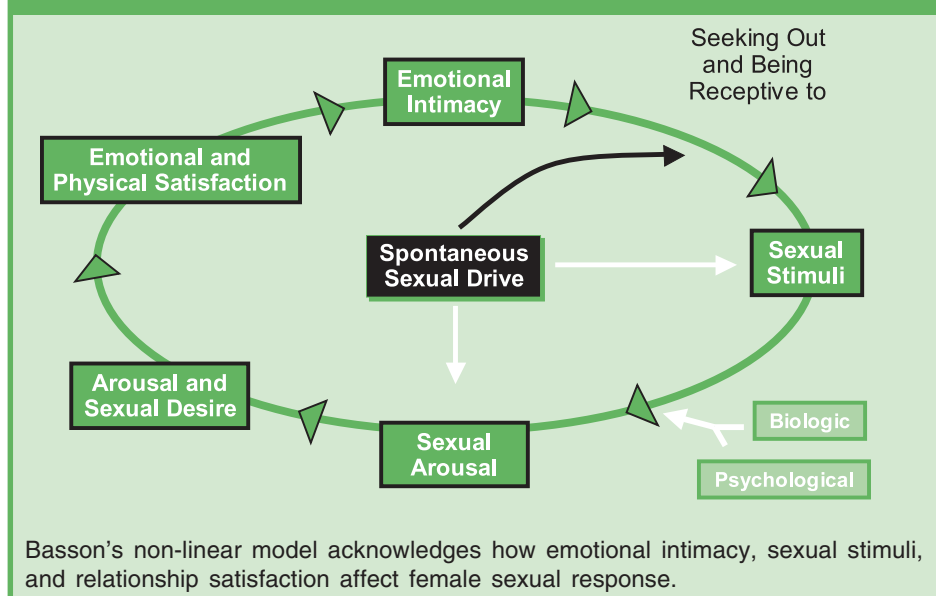 Seeking Out
and Being
Receptive to
Emotional
Intimacy
Emotional and
Physical Satisfaction
Spontaneous
Sexual Drive
Sexual
Stimuli
Arousal and
Sexual Desire
Sexual
Arousal
Biologic
Psychological
Basson's non-linear model acknowledges how emotional intimacy, sexual stimuli,
and relationship satisfaction affect female sexual response.